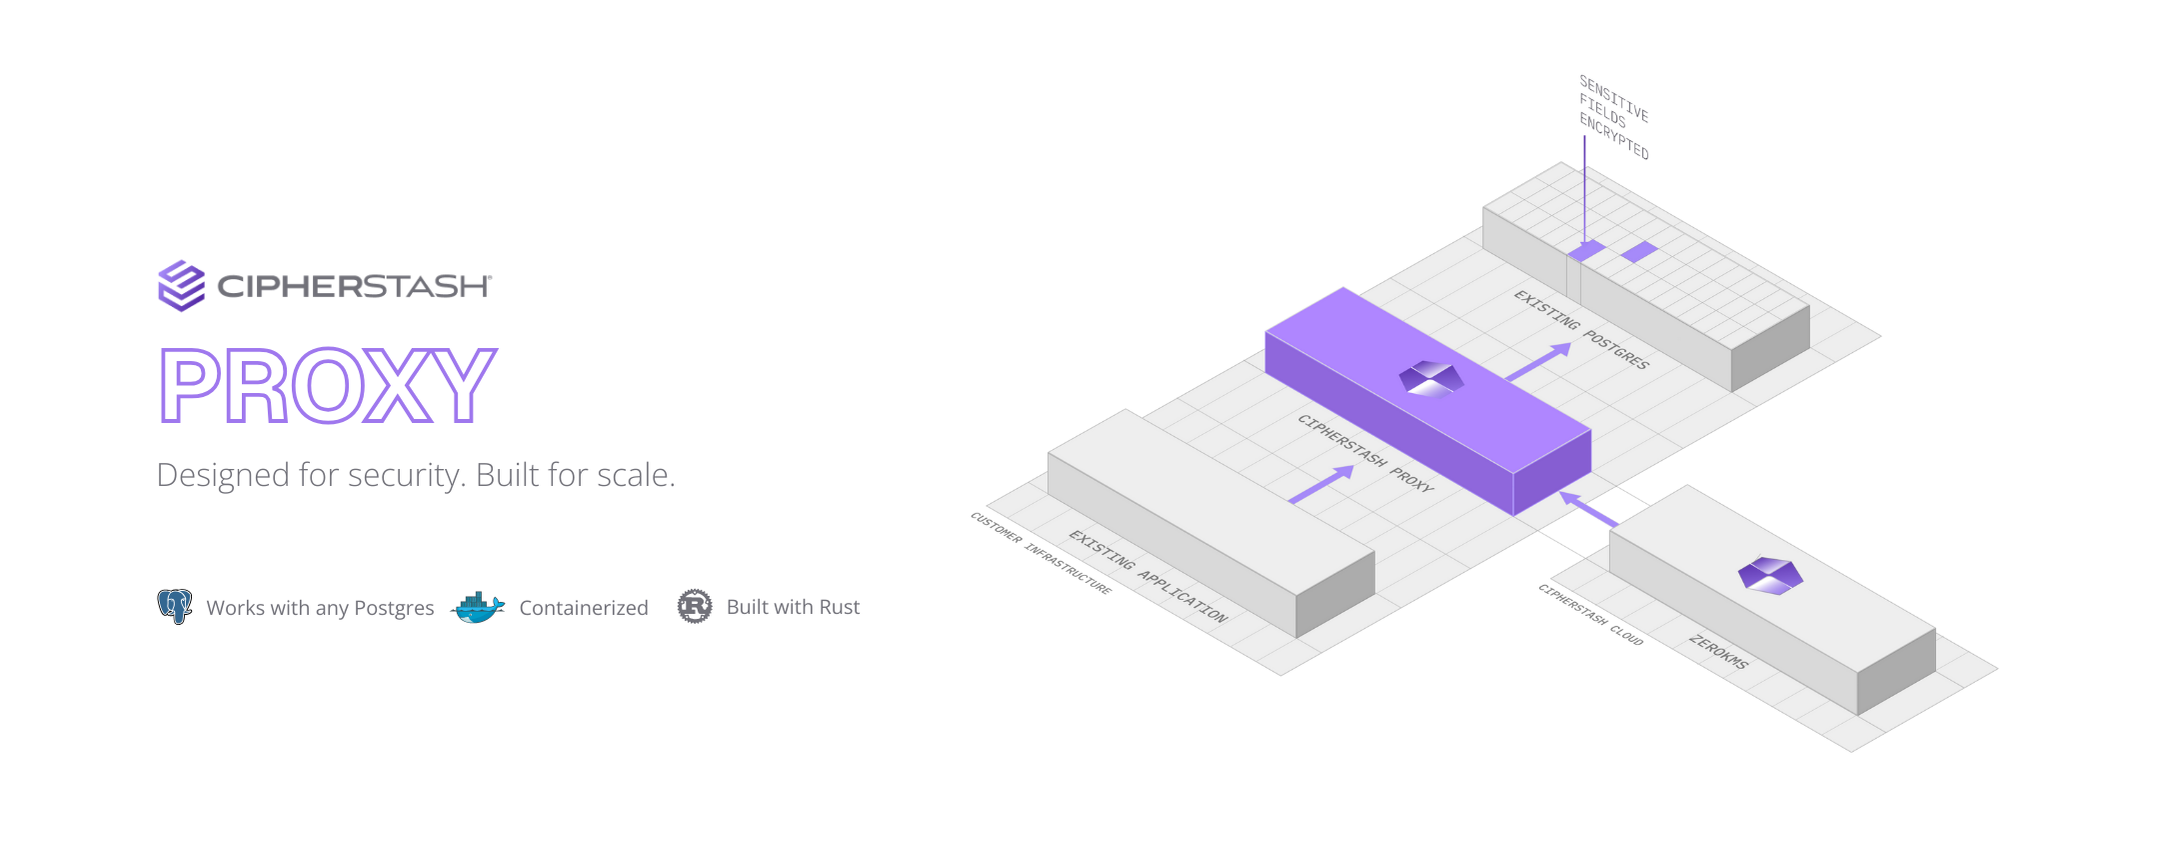 CIPHERSTASH®
PROXY
Designed for security. Built for scale.
Works with any Postgres
Containerized
Built with Rust
SENSITIVE
FIELDS
ENCRYPTED
EXISTING POSTGRES
CIPHERSTASH PROXY
EXISTING APPLICATION
CUSTOMER INFRASTRUCTURE
CIPHERSTASH CLOUD
ZEROKMS